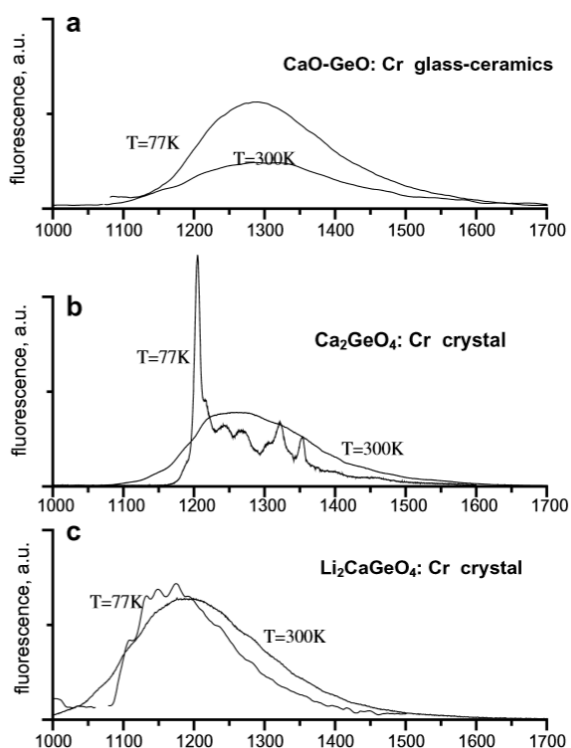 a
fluorescence, a.u.
CaO-GeO: Cr glass-ceramics
T=77K
T=300K
1000 1100 1200 1300 1400 1500 1600 1700
b
fluorescence, a.u.
Ca₂GeO₄: Cr crystal
T=77K
T=300K
1000 1100 1200 1300 1400 1500 1600 1700
c
fluorescence, a.u.
Li₂CaGeO₄: Cr crystal
T=77K
T=300K
1000 1100 1200 1300 1400 1500 1600 1700